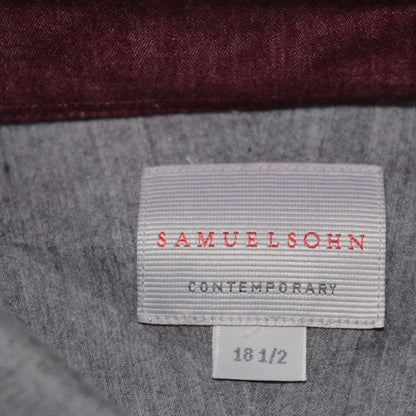 SAMUELSOHN
CONTEMPORARY
18 1/2